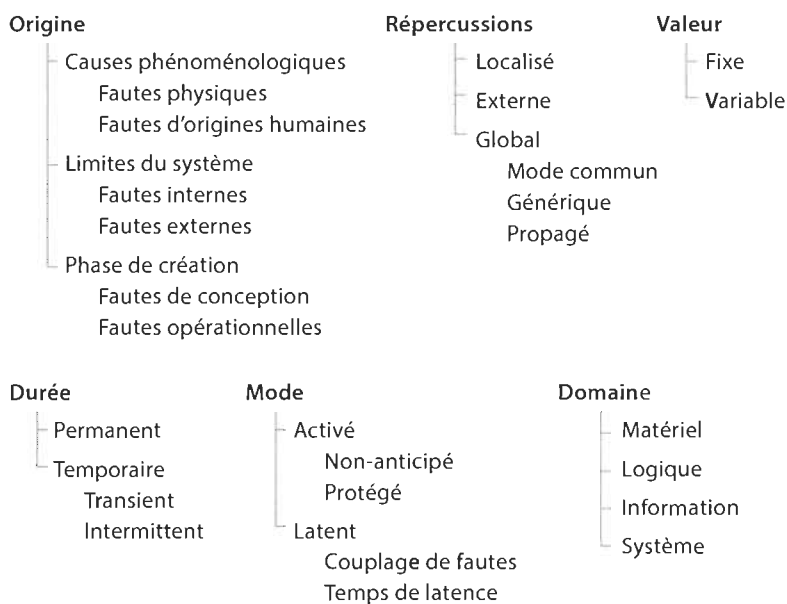 Origine
Causes phénoménologiques
Fautes physiques
Fautes d'origines humaines
Limites du système
Fautes internes
Fautes externes
Phase de création
Fautes de conception
Fautes opérationnelles
Répercussions
Localisé
Externe
Global
Mode commun
Générique
Propagé
Valeur
Fixe
Variable
Durée
Permanent
Temporaire
Transient
Intermittent
Mode
Activé
Non-anticipé
Protégé
Latent
Couplage de fautes
Temps de latence
Domaine
Matériel
Logique
Information
Système